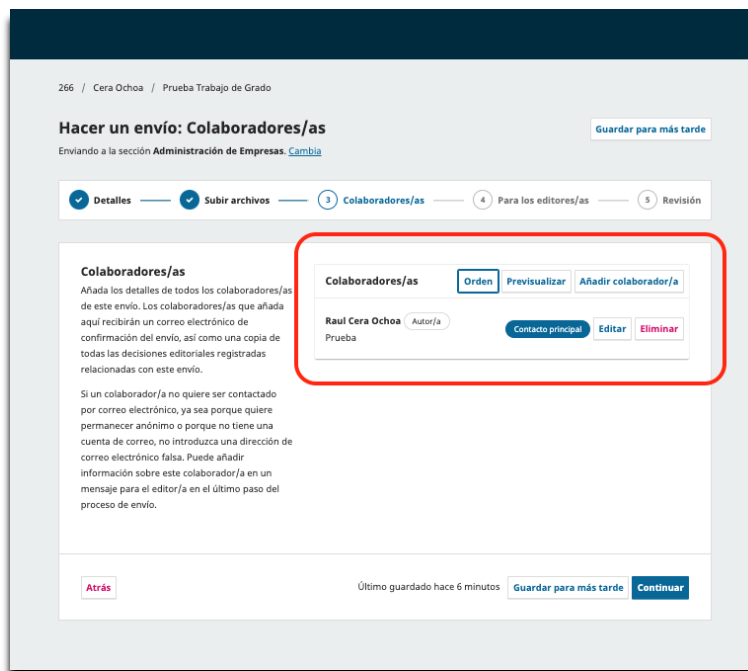 266 / Cera Ochoa / Prueba Trabajo de Grado
Hacer un envío: Colaboradores/as
Guardar para más tarde
Enviando a la sección Administración de Empresas. Cambia
Detalles
Subir archivos
3 Colaboradores/as
4 Para los editores/as
5 Revisión
Colaboradores/as
Añada los detalles de todos los colaboradores/as
de este envío. Los colaboradores/as que añada
aquí recibirán un correo electrónico de
confirmación del envío, así como una copia de
todas las decisiones editoriales registradas
relacionadas con este envío.
Si un colaborador/a no quiere ser contactado
por correo electrónico, ya sea porque quiere
permanecer anónimo o porque no tiene una
cuenta de correo, no introduzca una dirección de
correo electrónico falsa. Puede añadir
información sobre este colaborador/a en un
mensaje para el editor/a en el último paso del
proceso de envío.
Colaboradores/as
Orden
Previsualizar
Añadir colaborador/a
Raul Cera Ochoa Autor/a
Prueba
Contacto principal
Editar
Eliminar
Atrás
Último guardado hace 6 minutos
Guardar para más tarde
Continuar